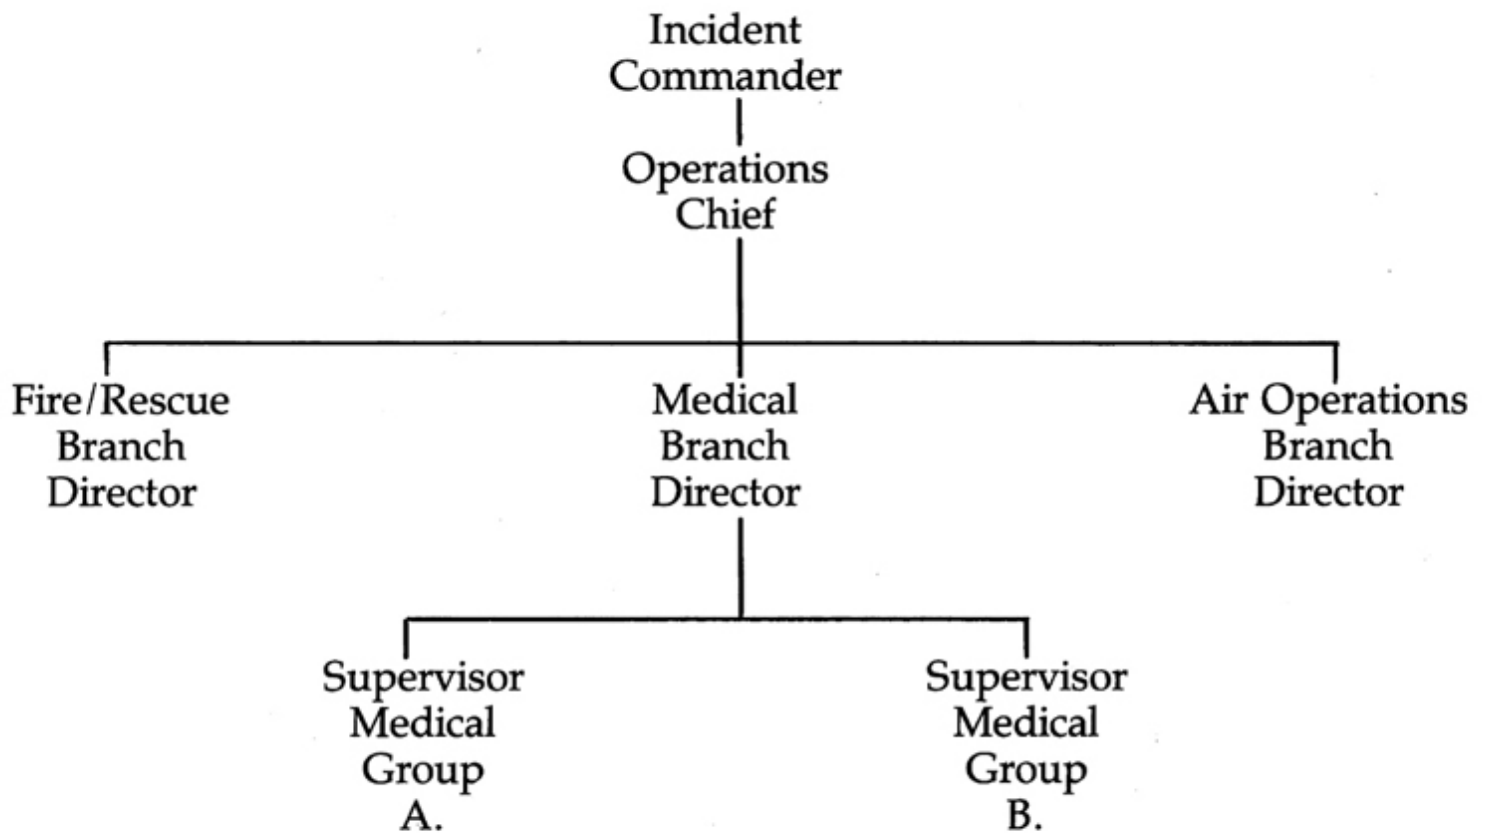 Incident
Commander
Operations
Chief
Fire/Rescue
Branch
Director
Medical
Branch
Director
Air Operations
Branch
Director
Supervisor
Medical
Group
A.
Supervisor
Medical
Group
B.